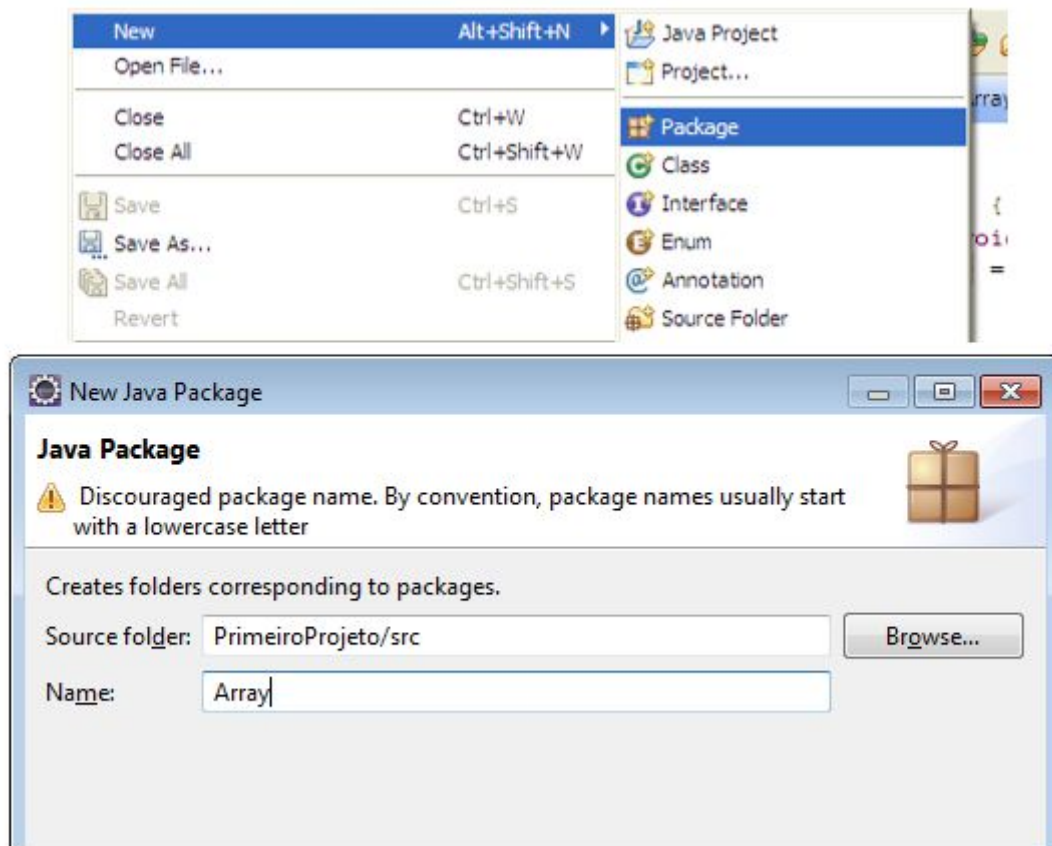 New Alt+Shift+N
Open File...
Close Ctrl+W
Close All Ctrl+Shift+W
Save Ctrl+S
Save As...
Save All Ctrl+Shift+S
Revert
Java Project
Project...
Package
Class
Interface
Enum
Annotation
Source Folder
rray
{
=
New Java Package
Java Package
Discouraged package name. By convention, package names usually start
with a lowercase letter
Creates folders corresponding to packages.
Source folder: PrimeiroProjeto/src Browse...
Name: Array